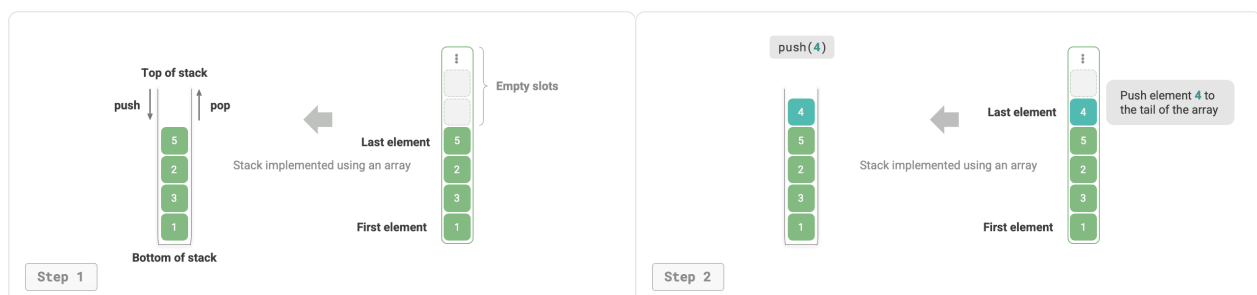 Top of stack
push
pop
5
2
3
1
Bottom of stack
Stack implemented using an array
Empty slots
Last element
5
2
3
First element
1
Step 1
push(4)
4
5
2
3
1
Stack implemented using an array
Last element
4
Push element 4 to
the tail of the array
5
2
3
First element
1
Step 2